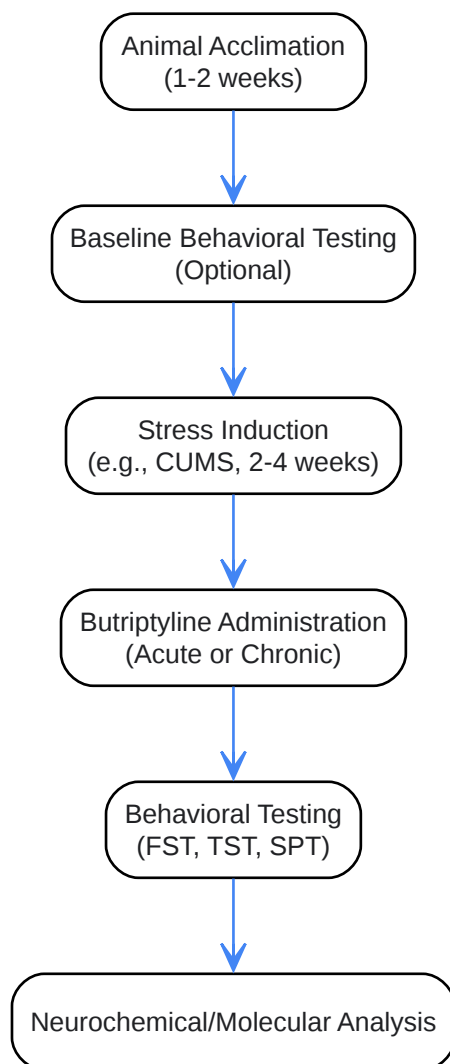 Animal Acclimation
(1-2 weeks)
Baseline Behavioral Testing
(Optional)
Stress Induction
(e.g., CUMS, 2-4 weeks)
Butriptyline Administration
(Acute or Chronic)
Behavioral Testing
(FST, TST, SPT)
Neurochemical/Molecular Analysis